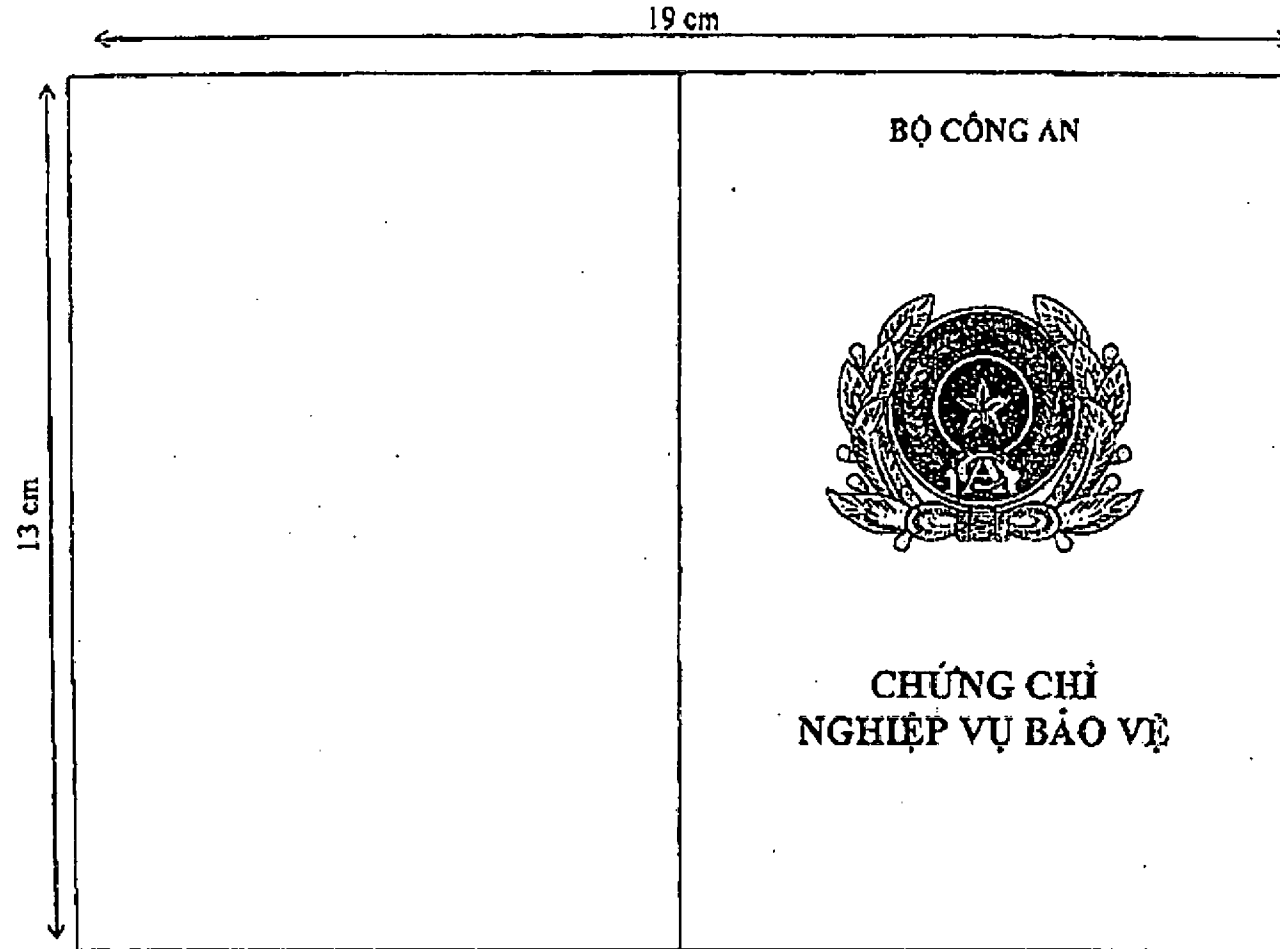 19 cm
BỘ CÔNG AN
13 cm
CHỨNG CHỈ
NGHIỆP VỤ BẢO VỆ